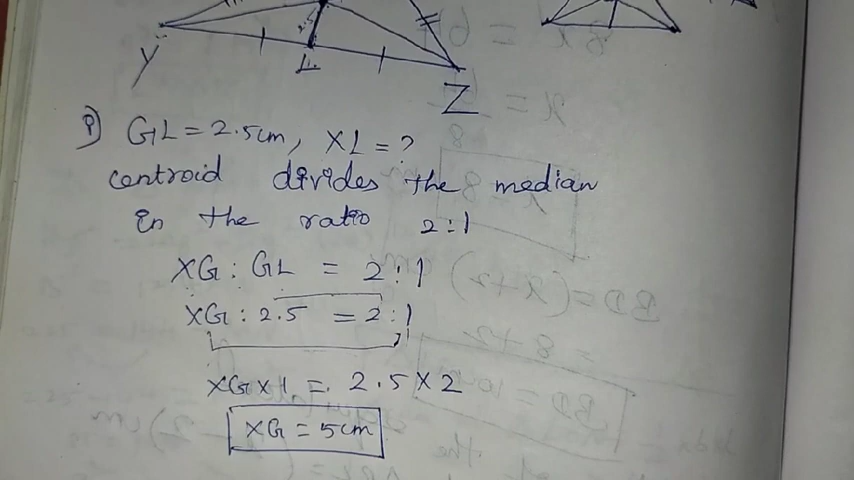 Y
L
Z
i) GL = 2.5cm, XL = ?
centroid divides the median
in the ratio 2:1
XG : GL = 2:1
XG : 2.5 = 2:1
XG x 1 = 2.5 x 2
XG = 5cm